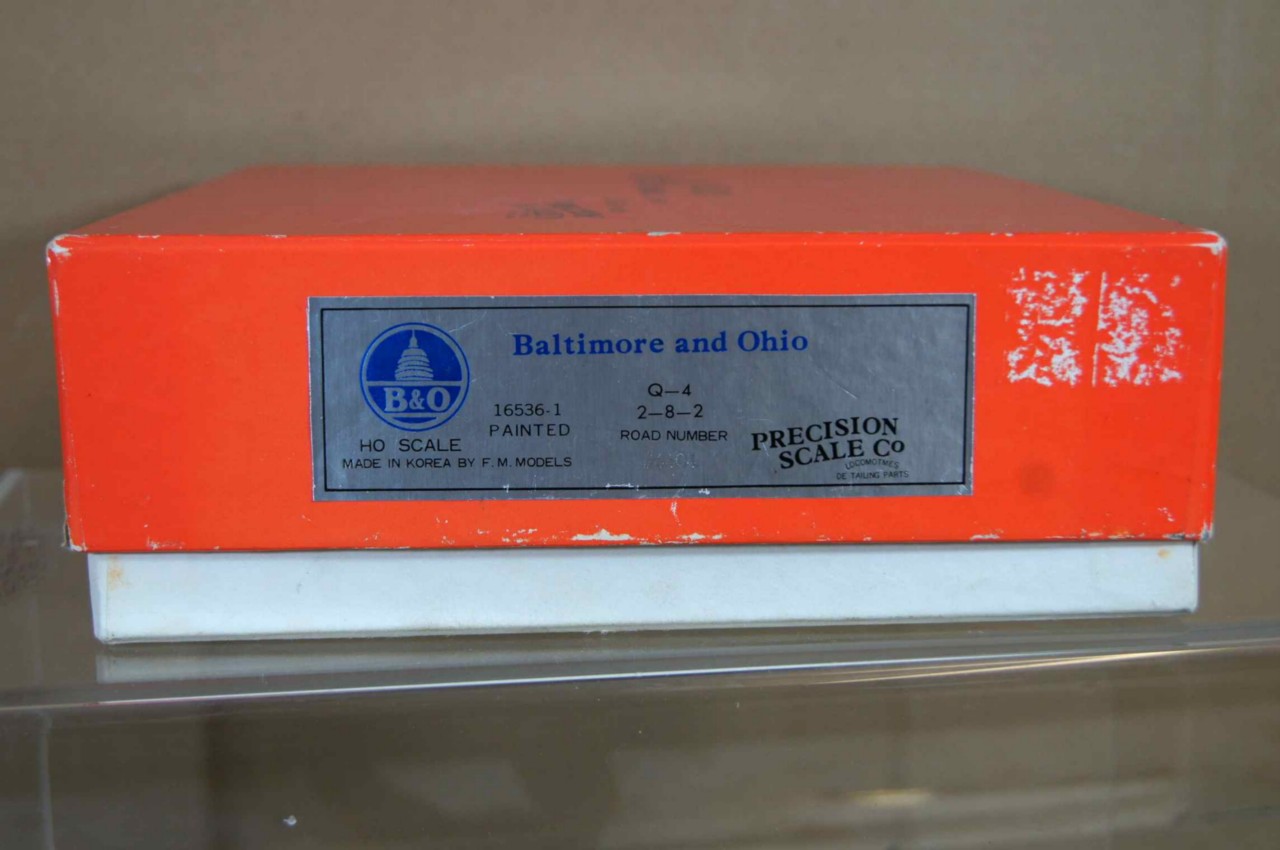 Baltimore and Ohio
B&O
Q-4
16536-1
2-8-2
PAINTED
ROAD NUMBER
HO SCALE
MADE IN KOREA BY F. M. MODELS
PRECISION
SCALE Co
LOCOMOTIVES
DETAILING PARTS